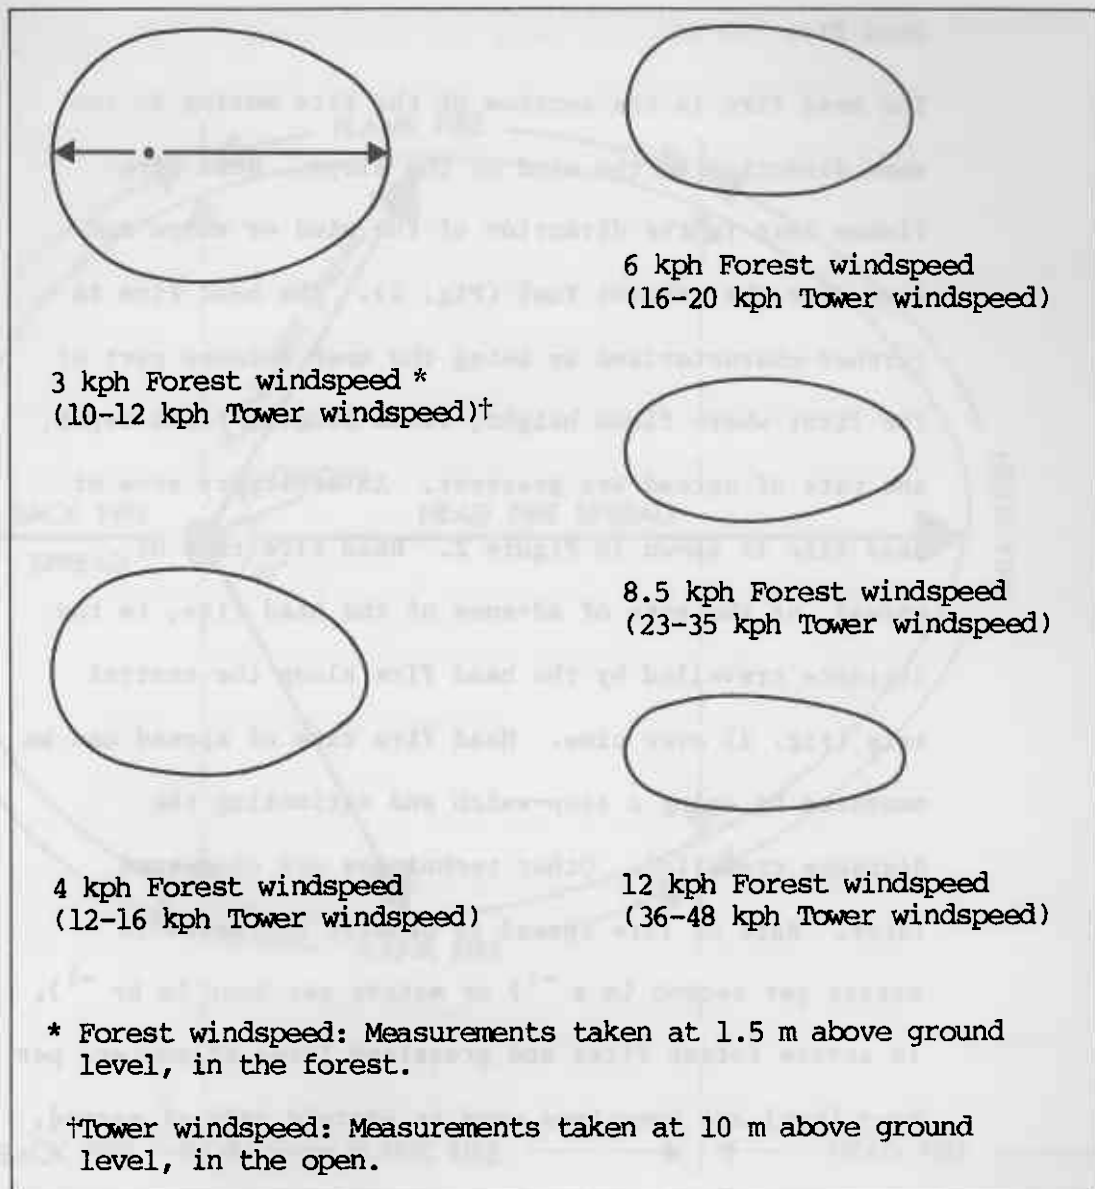 3 kph Forest windspeed *
(10-12 kph Tower windspeed)†
4 kph Forest windspeed
(12-16 kph Tower windspeed)
6 kph Forest windspeed
(16-20 kph Tower windspeed)
8.5 kph Forest windspeed
(23-35 kph Tower windspeed)
12 kph Forest windspeed
(36-48 kph Tower windspeed)
* Forest windspeed: Measurements taken at 1.5 m above ground
level, in the forest.
†Tower windspeed: Measurements taken at 10 m above ground
level, in the open.